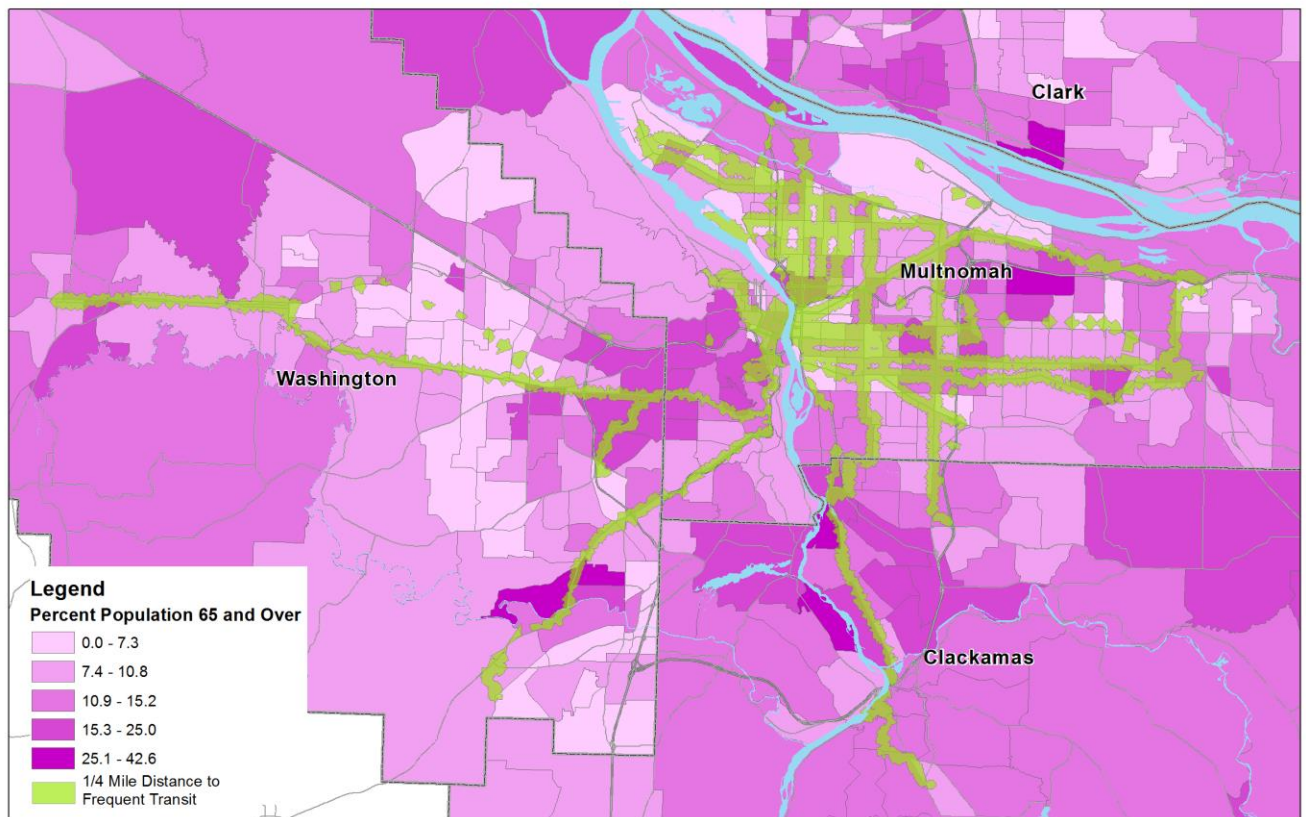 Clark
Multnomah
Washington
Clackamas
Legend
Percent Population 65 and Over
0.0 - 7.3
7.4 - 10.8
10.9 - 15.2
15.3 - 25.0
25.1 - 42.6
1/4 Mile Distance to
Frequent Transit